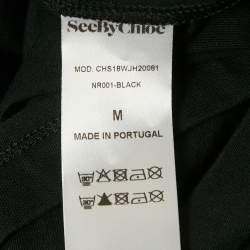 SeeByChloé
MOD: CHS18WJH20081
NR001-BLACK
M
MADE IN PORTUGAL